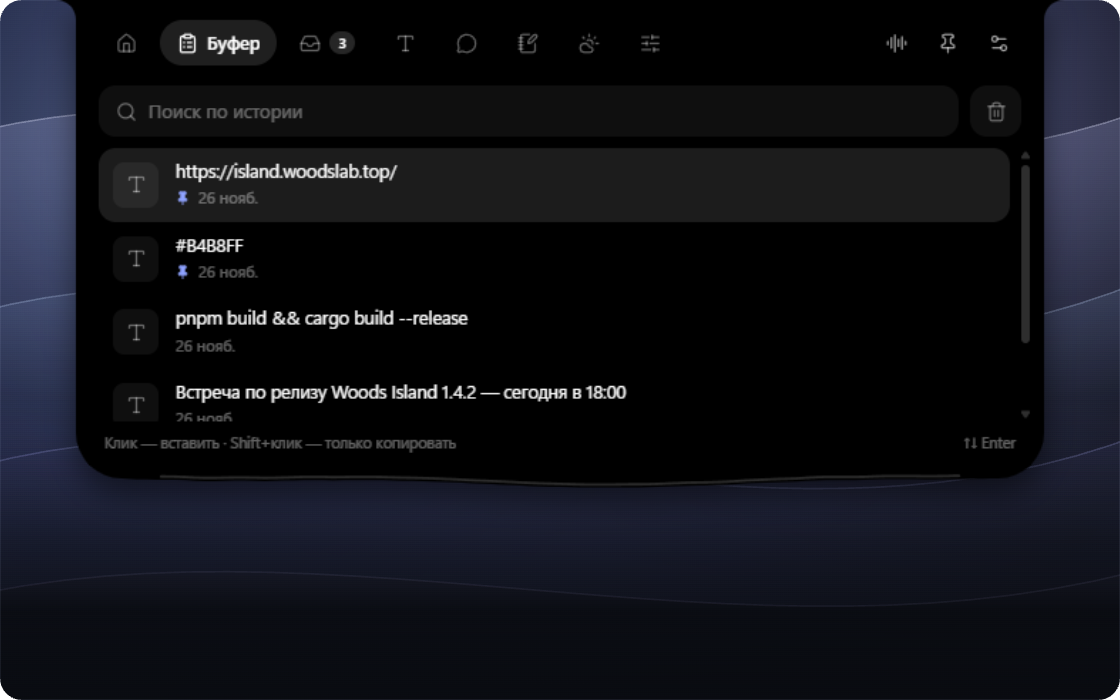 Буфер
3
Поиск по истории
https://island.woodslab.top/
26 нояб.
#B4B8FF
26 нояб.
pnpm build && cargo build --release
26 нояб.
Встреча по релизу Woods Island 1.4.2 — сегодня в 18:00
26 нояб.
Клик — вставить · Shift+клик — только копировать
↑↓ Enter